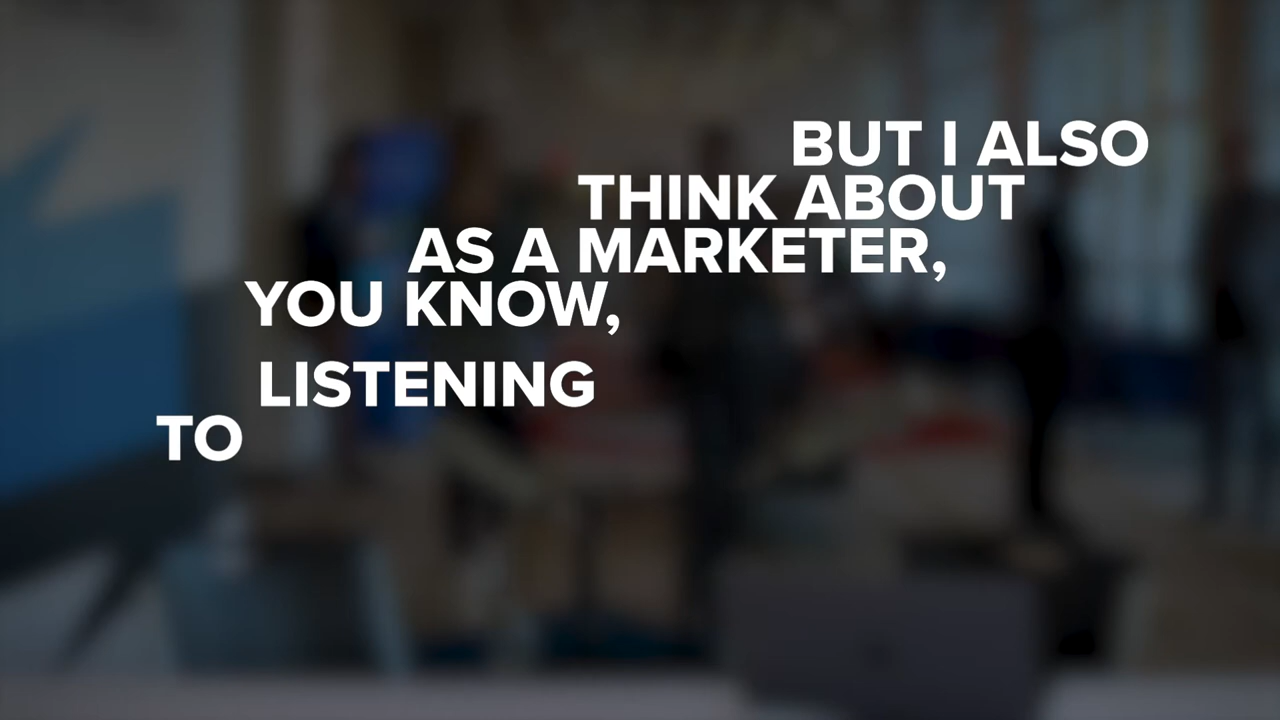 BUT I ALSO
THINK ABOUT
AS A MARKETER,
YOU KNOW,
LISTENING
TO